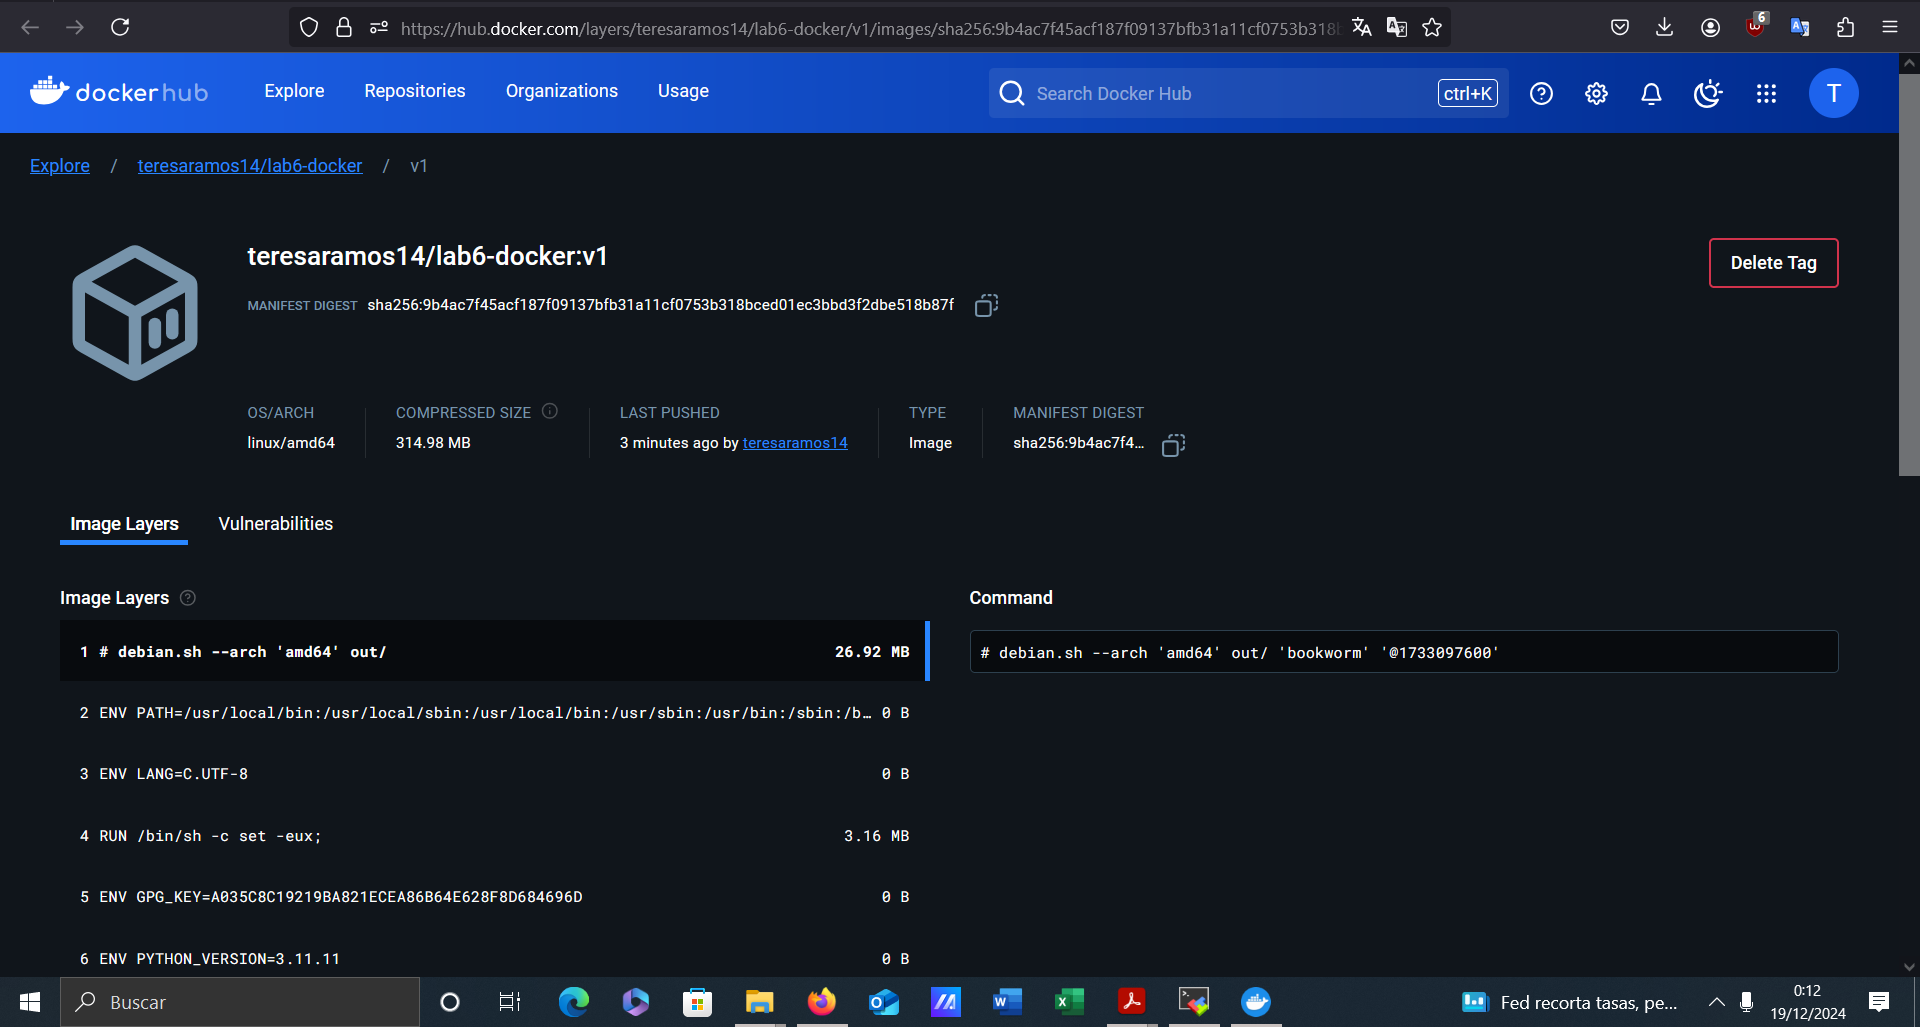 https://hub.docker.com/layers/teresaramos14/lab6-docker/v1/images/sha256:9b4ac7f45acf187f09137bfb31a11cf0753b318b
6
docker hub
Explore
Repositories
Organizations
Usage
Search Docker Hub
ctrl+K
T
Explore / teresaramos14/lab6-docker / v1
teresaramos14/lab6-docker:v1
Delete Tag
MANIFEST DIGEST sha256:9b4ac7f45acf187f09137bfb31a11cf0753b318bced01ec3bbd3f2dbe518b87f
OS/ARCH
linux/amd64
COMPRESSED SIZE
314.98 MB
LAST PUSHED
3 minutes ago by teresaramos14
TYPE
Image
MANIFEST DIGEST
sha256:9b4ac7f4...
Image Layers
Vulnerabilities
Image Layers
1 # debian.sh --arch 'amd64' out/ 26.92 MB
2 ENV PATH=/usr/local/bin:/usr/local/sbin:/usr/local/bin:/usr/sbin:/usr/bin:/sbin:/b… 0 B
3 ENV LANG=C.UTF-8 0 B
4 RUN /bin/sh -c set -eux; 3.16 MB
5 ENV GPG_KEY=A035C8C19219BA821ECEA86B64E628F8D684696D 0 B
6 ENV PYTHON_VERSION=3.11.11 0 B
Command
# debian.sh --arch 'amd64' out/ 'bookworm' '@1733097600'
Buscar
Fed recorta tasas, pe...
0:12
19/12/2024